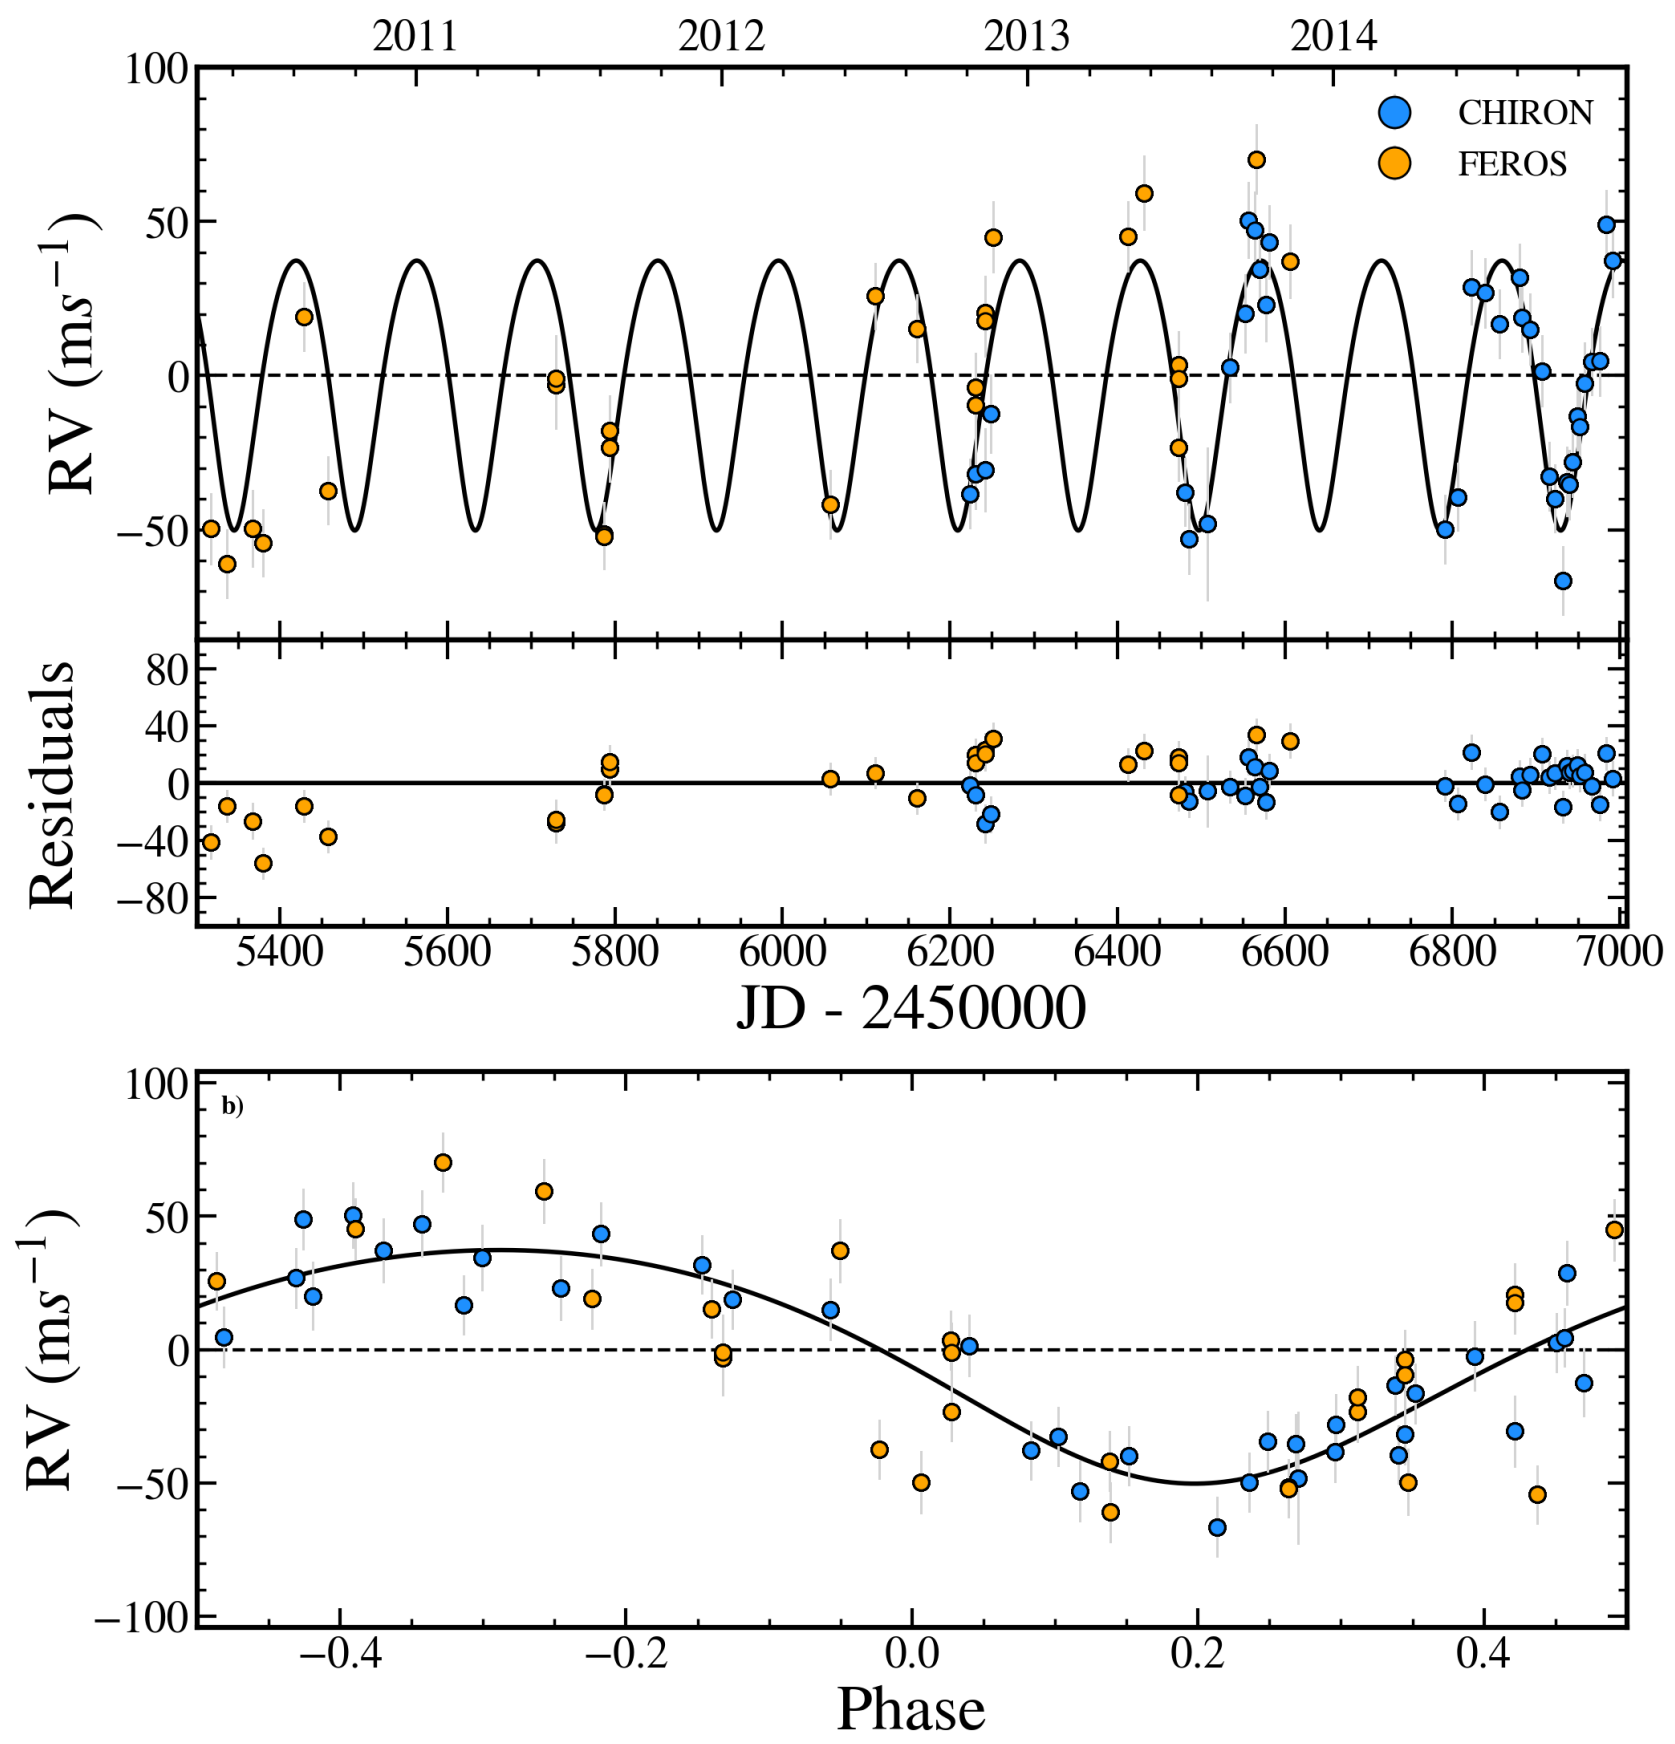 2011 2012 2013 2014
100
50
0
−50
RV (ms⁻¹)
CHIRON
FEROS
80
40
0
−40
−80
Residuals
5400 5600 5800 6000 6200 6400 6600 6800 7000
JD - 2450000
b)
100
50
0
−50
−100
RV (ms⁻¹)
−0.4 −0.2 0.0 0.2 0.4
Phase